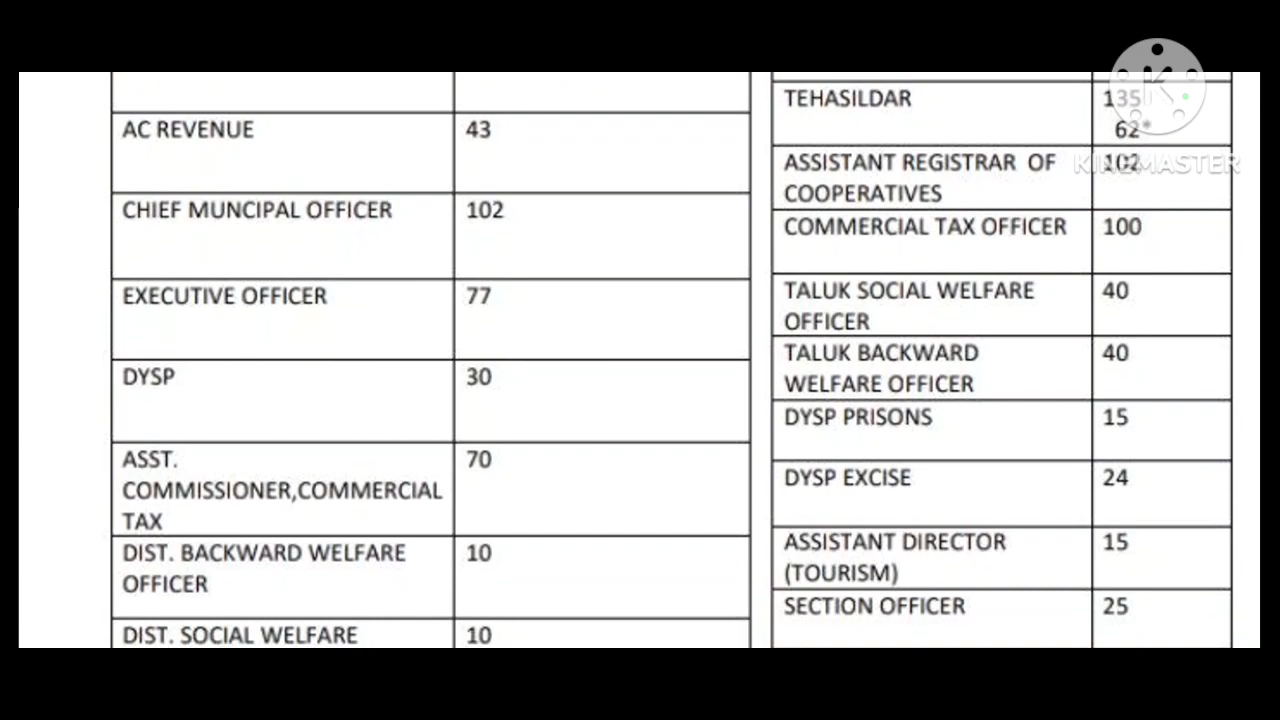 AC REVENUE 43
CHIEF MUNCIPAL OFFICER 102
EXECUTIVE OFFICER 77
DYSP 30
ASST. 70
COMMISSIONER,COMMERCIAL
TAX
DIST. BACKWARD WELFARE 10
OFFICER
DIST. SOCIAL WELFARE 10
TEHASILDAR 135
62*
ASSISTANT REGISTRAR OF 102
COOPERATIVES
COMMERCIAL TAX OFFICER 100
TALUK SOCIAL WELFARE 40
OFFICER
TALUK BACKWARD 40
WELFARE OFFICER
DYSP PRISONS 15
DYSP EXCISE 24
ASSISTANT DIRECTOR 15
(TOURISM)
SECTION OFFICER 25
KINEMASTER